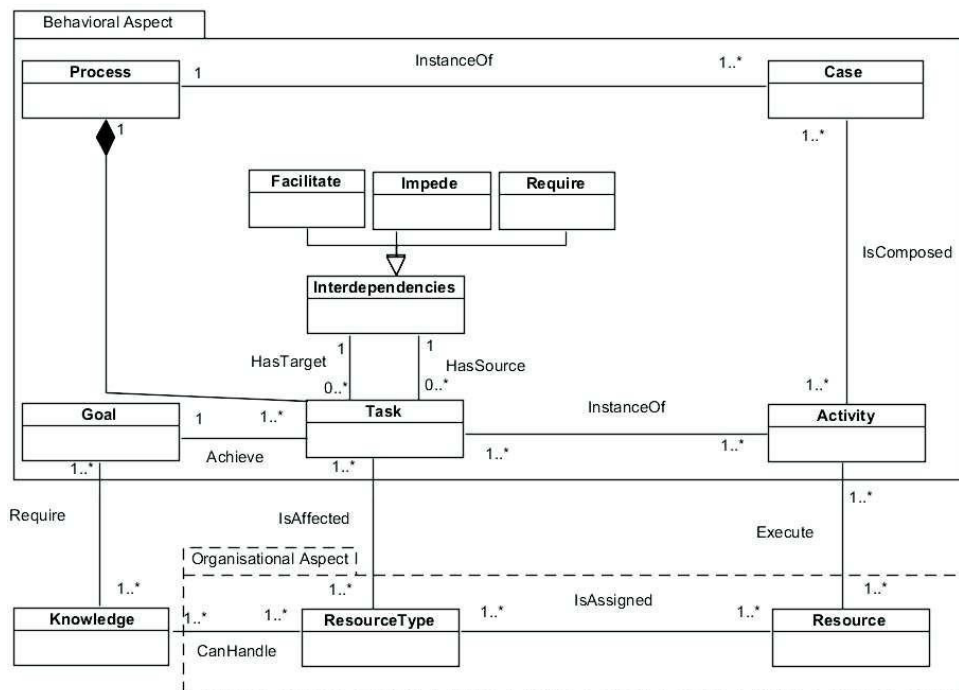 Behavioral Aspect
Process
1
InstanceOf
1..*
Case
1
1..*
Facilitate
Impede
Require
IsComposed
Interdependencies
1
1
HasTarget
HasSource
0..*
0..*
1..*
Goal
1
1..*
Task
InstanceOf
Activity
Achieve
1..*
1..*
1..*
1..*
1..*
Require
IsAffected
Execute
Organisational Aspect
1..*
1..*
IsAssigned
1..*
Knowledge
1..*
1..*
ResourceType
1..*
1..*
Resource
CanHandle